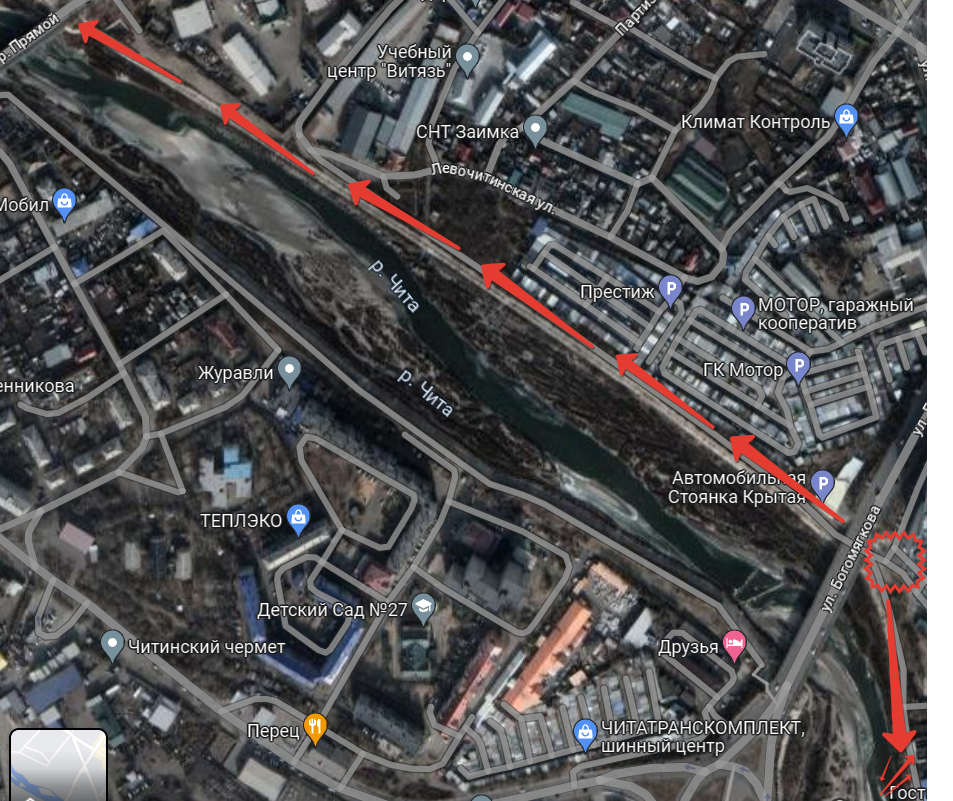 р. Прямой
Партиз
Учебный
центр "Витязь"
СНТ Заимка
Климат Контроль
Левочитинская ул.
Мобил
р. Чита
Престиж
МОТОР, гаражный
кооператив
ГК Мотор
Журавли
р. Чита
енникова
Автомобильная
Стоянка Крытая
ТЕПЛЭКО
ул. Богомягкова
Детский Сад №27
Читинский чермет
Друзья
Перец
ЧИТАТРАНСКОМПЛЕКТ,
шинный центр
Гост